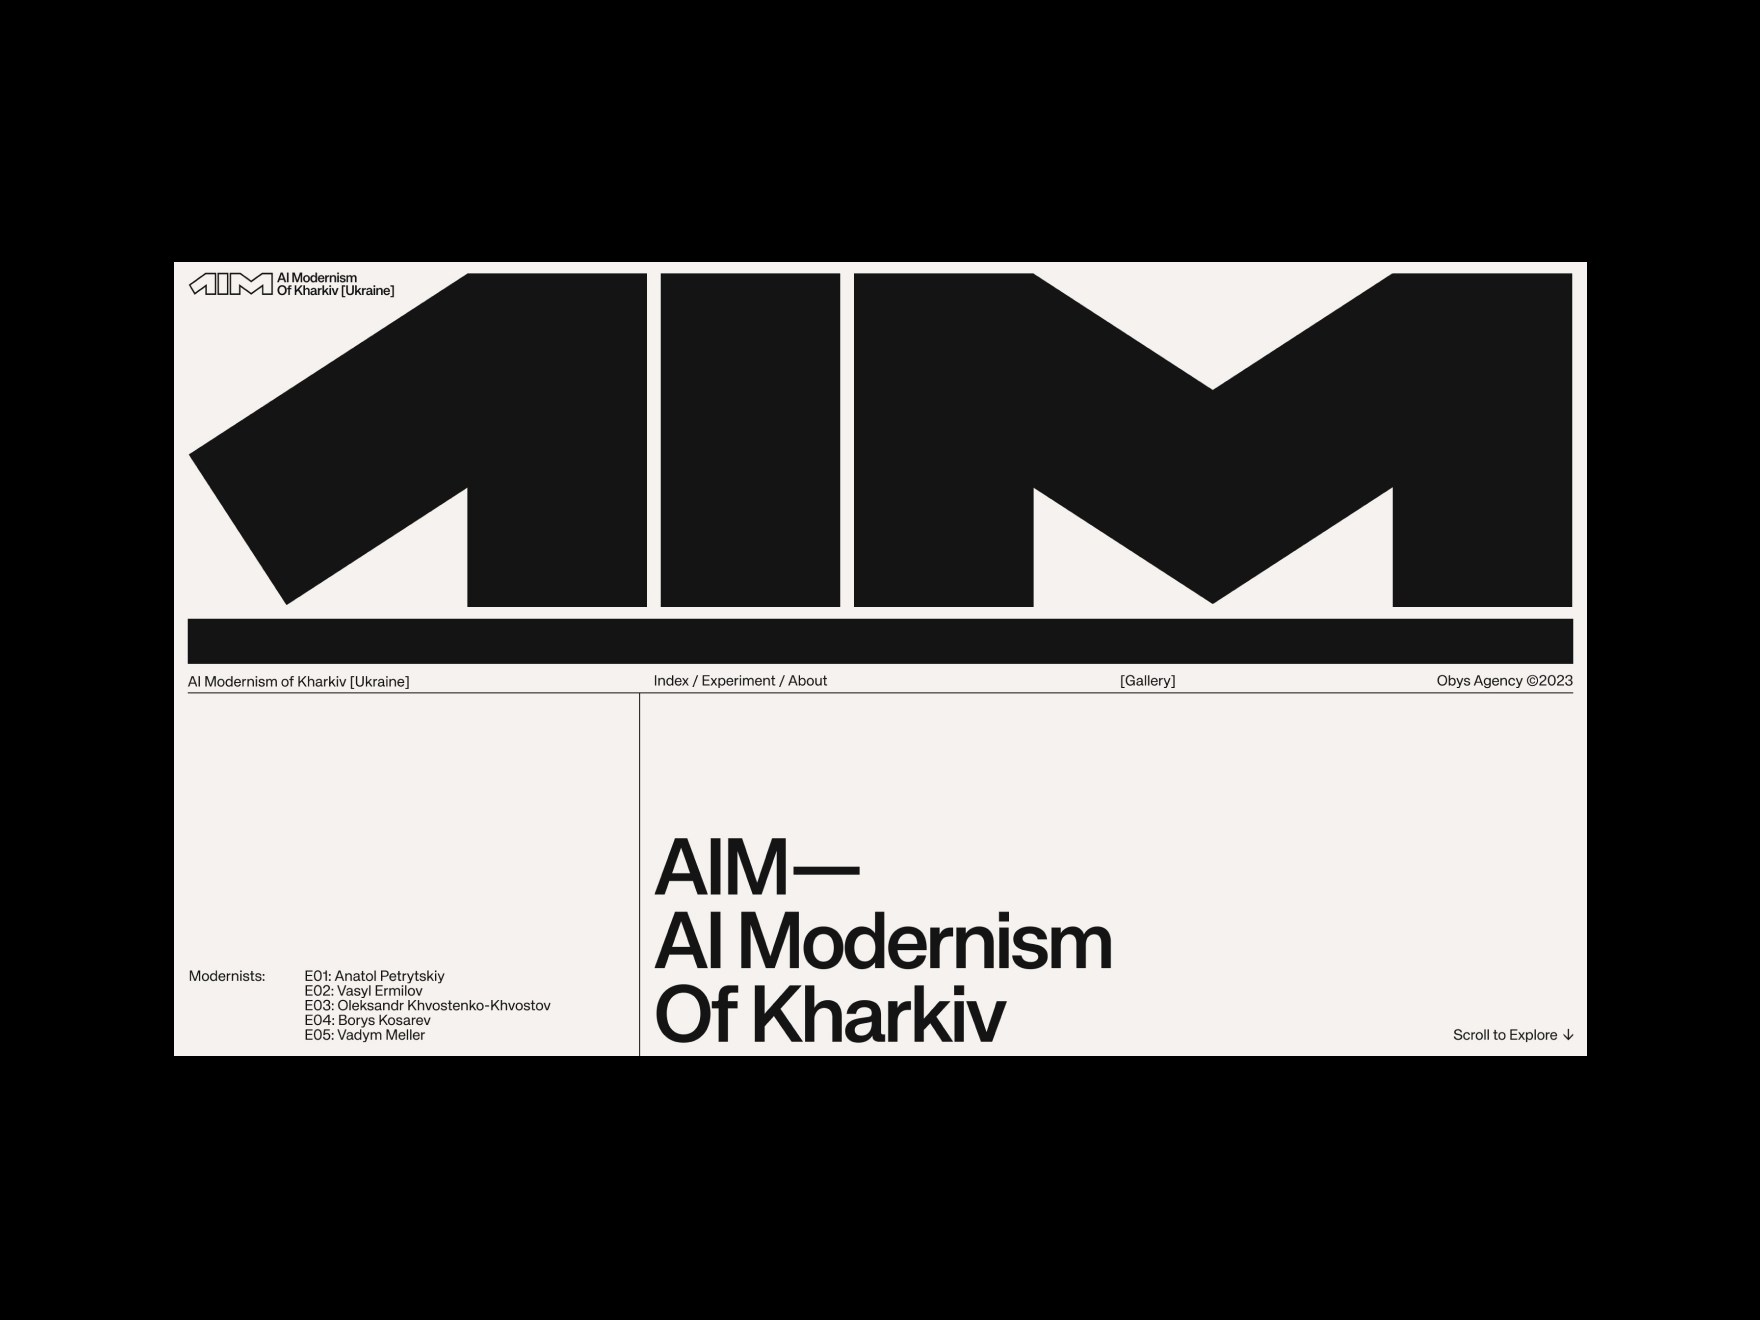 AIM
AI Modernism
Of Kharkiv [Ukraine]
AIM
AI Modernism of Kharkiv [Ukraine]
Index / Experiment / About
[Gallery]
Obys Agency ©2023
AIM—
AI Modernism
Of Kharkiv
Modernists:
E01: Anatol Petrytskiy
E02: Vasyl Ermilov
E03: Oleksandr Khvostenko-Khvostov
E04: Borys Kosarev
E05: Vadym Meller
Scroll to Explore ↓